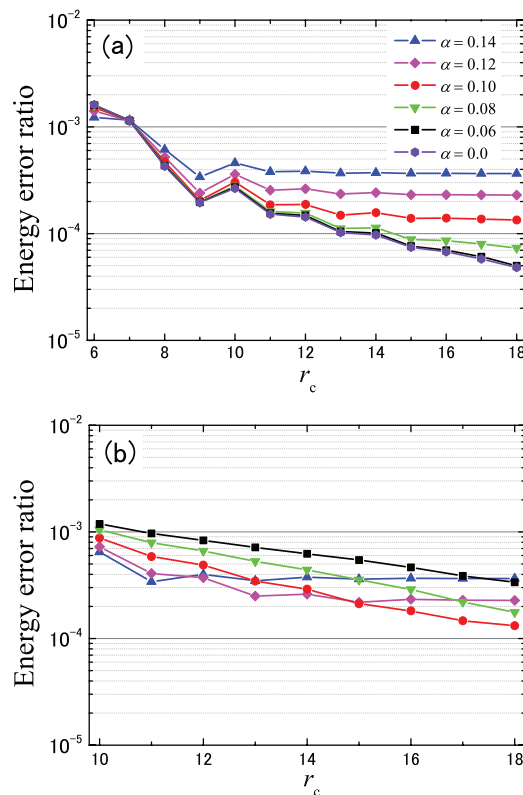 (a)
Energy error ratio
10⁻²
10⁻³
10⁻⁴
10⁻⁵
α = 0.14
α = 0.12
α = 0.10
α = 0.08
α = 0.06
α = 0.0
6 8 10 12 14 16 18
r_c
(b)
Energy error ratio
10⁻²
10⁻³
10⁻⁴
10⁻⁵
10 12 14 16 18
r_c